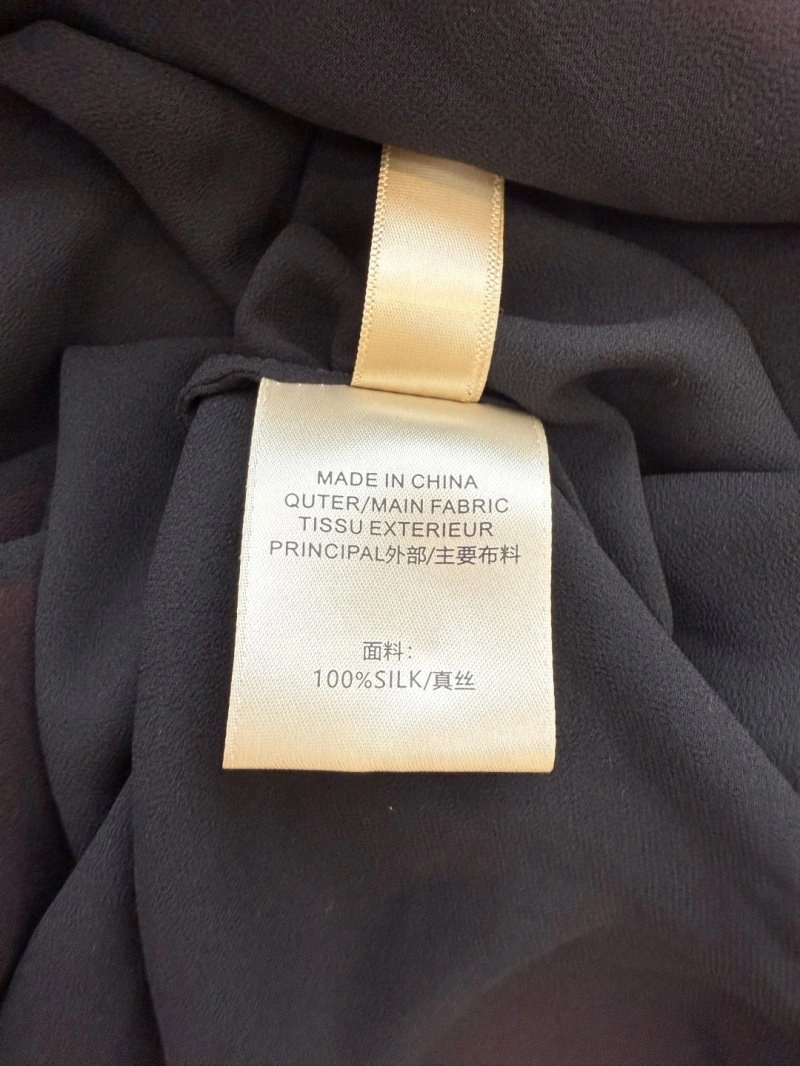 MADE IN CHINA
QUTER/MAIN FABRIC
TISSU EXTERIEUR
PRINCIPAL外部/主要布料
面料：
100%SILK/真丝